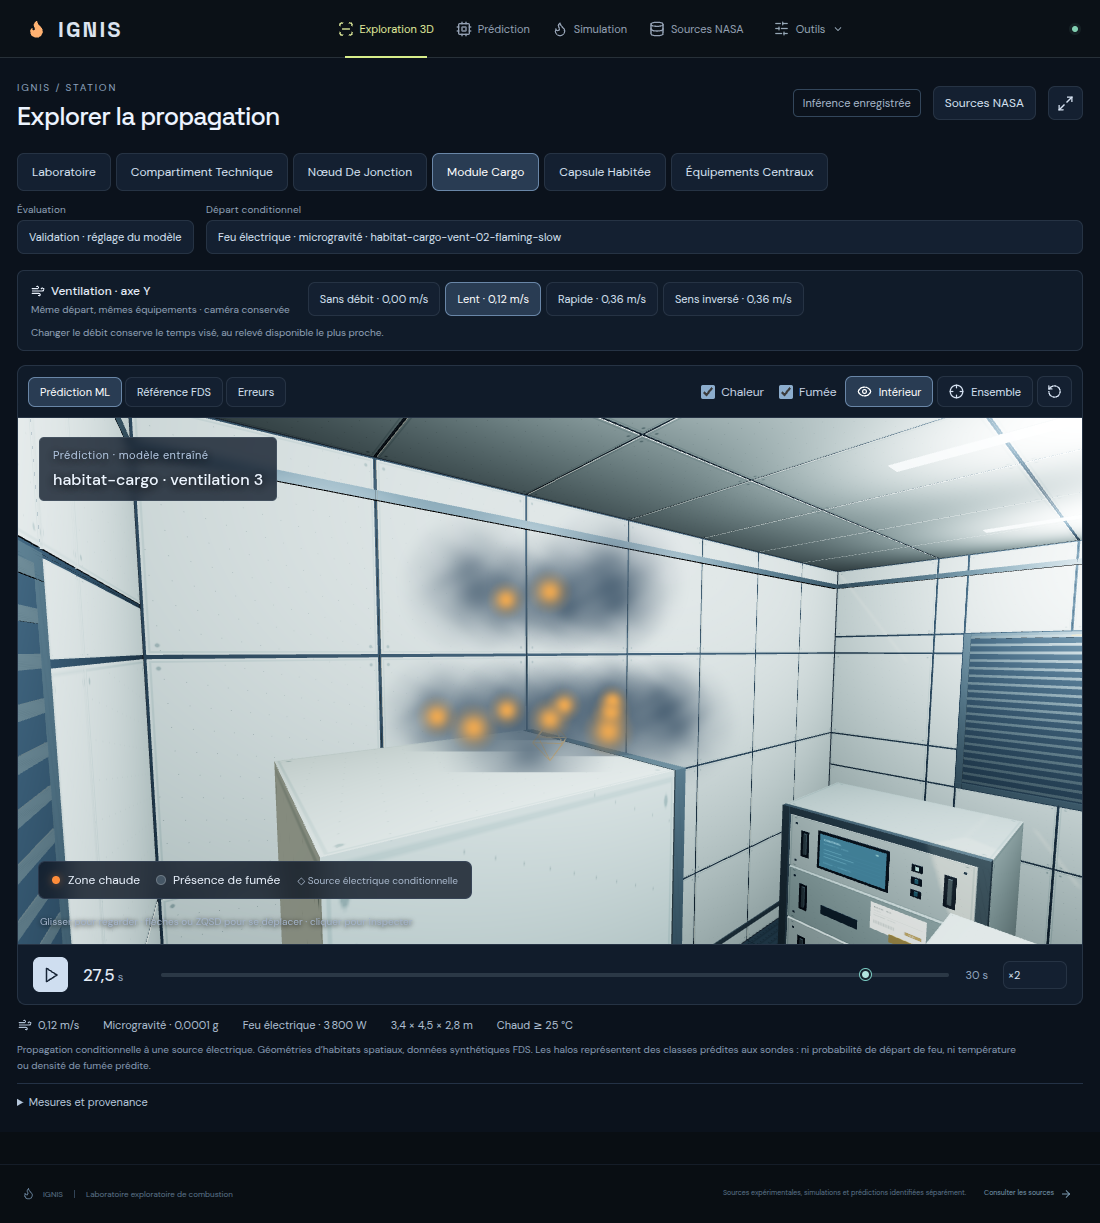 IGNIS
Exploration 3D
Prédiction
Simulation
Sources NASA
Outils
IGNIS / STATION
Explorer la propagation
Inférence enregistrée
Sources NASA
Laboratoire
Compartiment Technique
Nœud De Jonction
Module Cargo
Capsule Habitée
Équipements Centraux
Évaluation
Départ conditionnel
Validation · réglage du modèle
Feu électrique · microgravité · habitat-cargo-vent-02-flaming-slow
Ventilation · axe Y
Même départ, mêmes équipements · caméra conservée
Sans débit · 0,00 m/s
Lent · 0,12 m/s
Rapide · 0,36 m/s
Sens inversé · 0,36 m/s
Changer le débit conserve le temps visé, au relevé disponible le plus proche.
Prédiction ML
Référence FDS
Erreurs
Chaleur
Fumée
Intérieur
Ensemble
Prédiction · modèle entraîné
habitat-cargo · ventilation 3
Zone chaude
Présence de fumée
◇ Source électrique conditionnelle
Glisser pour regarder ·
pour se déplacer · cliquer pour inspecter
27,5 s
30 s
×2
0,12 m/s
Microgravité · 0,0001 g
Feu électrique · 3 800 W
3,4 × 4,5 × 2,8 m
Chaud ≥ 25 °C
Propagation conditionnelle à une source électrique. Géométries d'habitats spatiaux, données synthétiques FDS. Les halos représentent des classes prédites aux sondes : ni probabilité de départ de feu, ni température
ou densité de fumée prédite.
Mesures et provenance
IGNIS
Laboratoire exploratoire de combustion
Sources expérimentales, simulations et prédictions identifiées séparément.
Consulter les sources